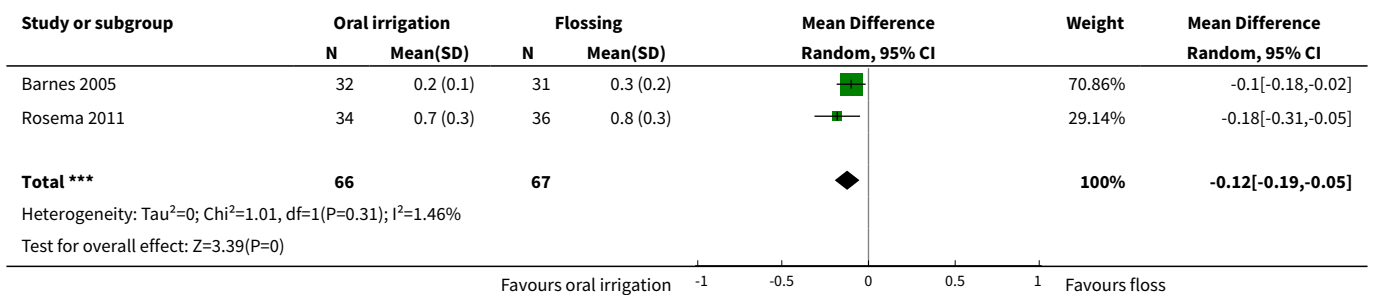 Study or subgroup Oral irrigation Flossing Mean Difference Weight Mean Difference
N Mean(SD) N Mean(SD) Random, 95% CI Random, 95% CI
Barnes 2005 32 0.2 (0.1) 31 0.3 (0.2) 70.86% -0.1[-0.18,-0.02]
Rosema 2011 34 0.7 (0.3) 36 0.8 (0.3) 29.14% -0.18[-0.31,-0.05]
Total *** 66 67 100% -0.12[-0.19,-0.05]
Heterogeneity: Tau²=0; Chi²=1.01, df=1(P=0.31); I²=1.46%
Test for overall effect: Z=3.39(P=0)
Favours oral irrigation -1 -0.5 0 0.5 1 Favours floss